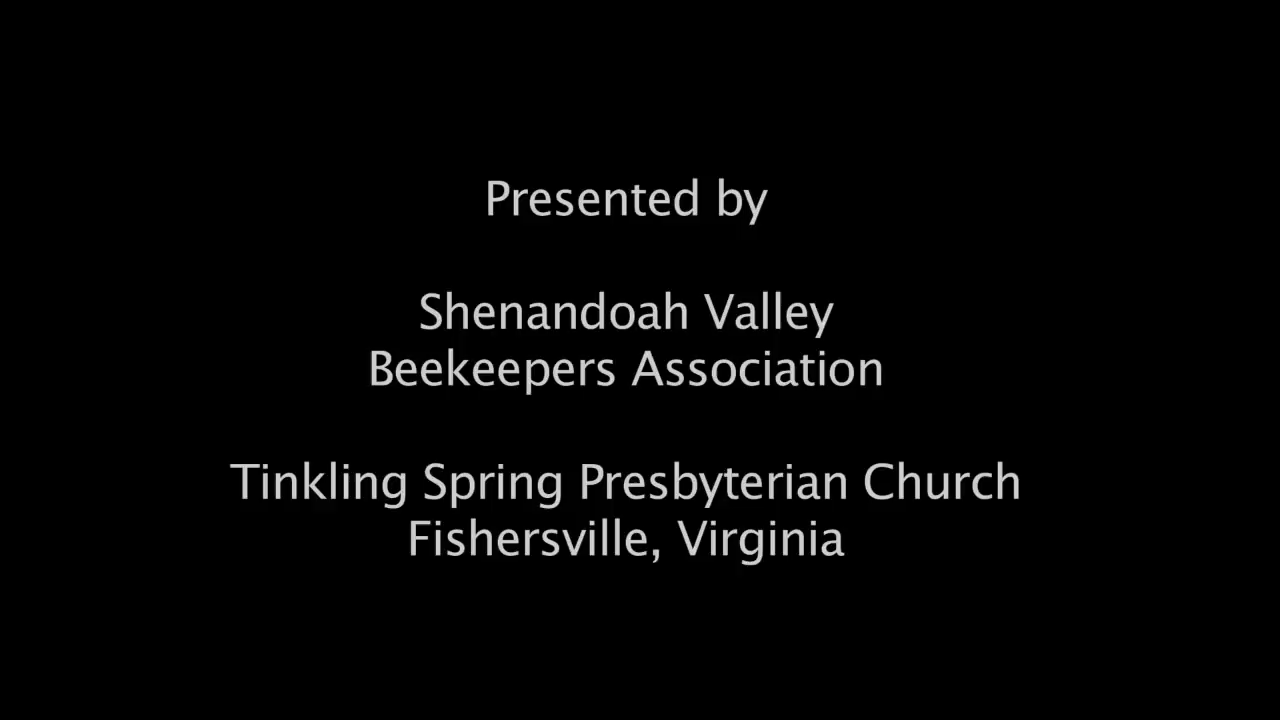 Presented by
Shenandoah Valley
Beekeepers Association
Tinkling Spring Presbyterian Church
Fishersville, Virginia